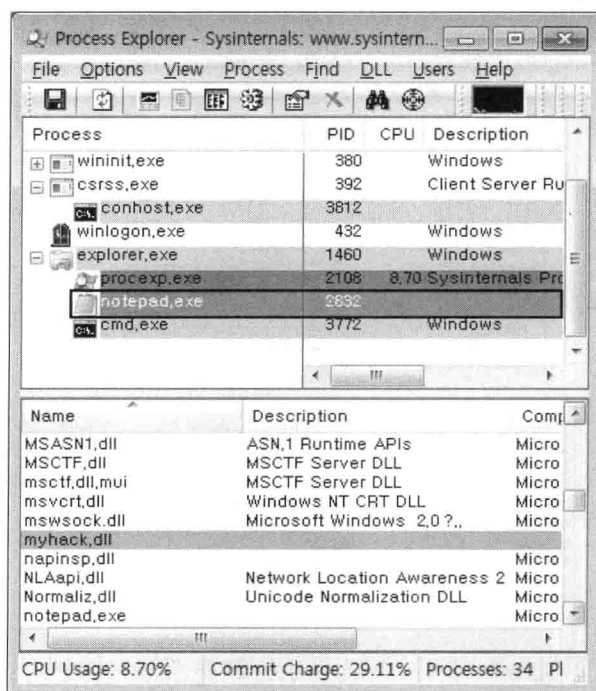 Process Explorer - Sysinternals: www.sysintern...
File Options View Process Find DLL Users Help
Process PID CPU Description
wininit,exe 380 Windows
csrss,exe 392 Client Server Ru
conhost,exe 3812
winlogon,exe 432 Windows
explorer,exe 1460 Windows
procexp,exe 2108 8,70 Sysinternals Pro
notepad,exe 2832
cmd,exe 3772 Windows
Name Description Comp
MSASN1,dll ASN,1 Runtime APIs Micro
MSCTF,dll MSCTF Server DLL Micro
msctf,dll,mui MSCTF Server DLL Micro
msvcrt,dll Windows NT CRT DLL Micro
mswsock.dll Microsoft Windows 2,0 ?,, Micro
myhack,dll
napinsp,dll
NLAapi,dll Network Location Awareness 2 Micro
Normaliz,dll Unicode Normalization DLL Micro
notepad,exe Micro
CPU Usage: 8.70% Commit Charge: 29.11% Processes: 34 Pl